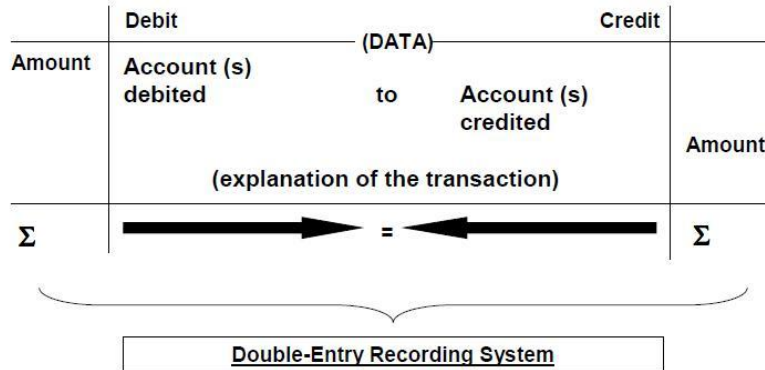 Debit Credit
(DATA)
Amount
Account (s)
debited to Account (s)
credited
Amount
(explanation of the transaction)
Σ = Σ
Double-Entry Recording System